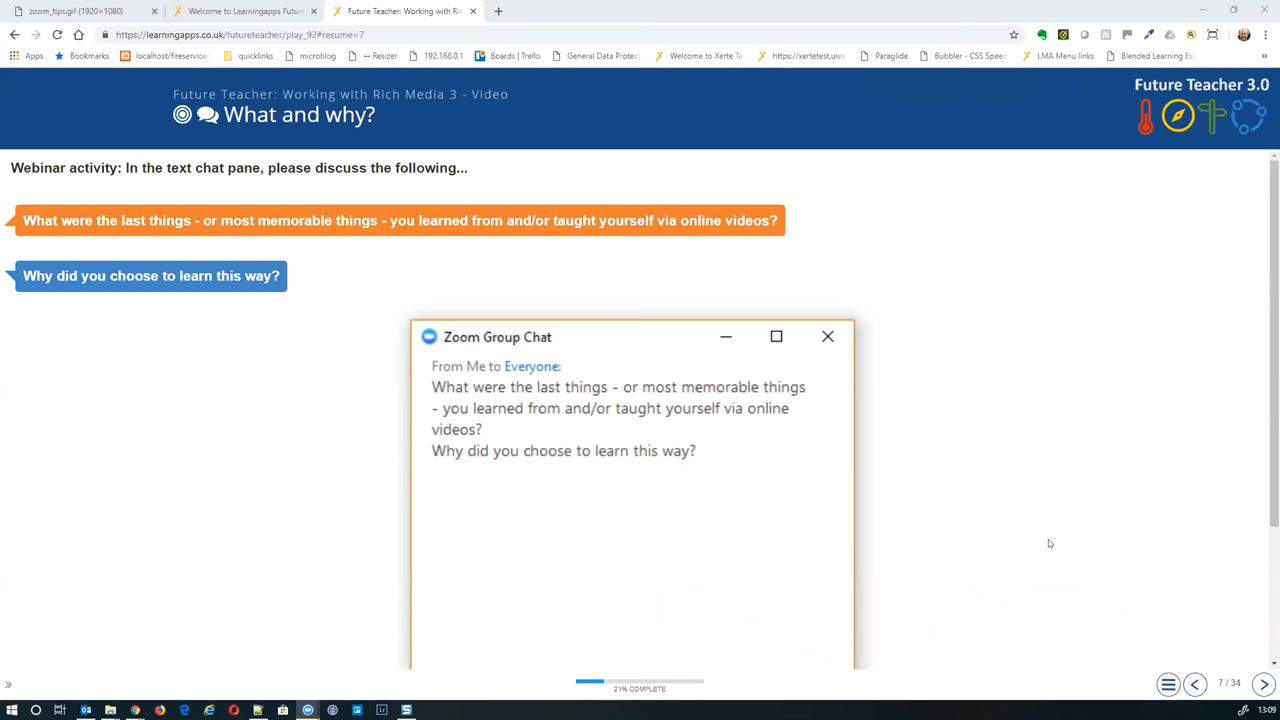 zoom_tips.gif (1920×1080)
Welcome to Learningapps Futur
Future Teacher: Working with Ric
https://learningapps.co.uk/futureteacher/play_92#resume=7
Apps
Bookmarks
localhost/fireservice
quicklinks
microblog
↔ Resizer
192.168.0.1
Boards | Trello
General Data Protect
Welcome to Xerte Te
https://xertetest.uwe
Paraglide
Bubbler - CSS Speec
LMA Menu links
Blended Learning Ess
»
Future Teacher: Working with Rich Media 3 - Video
What and why?
Future Teacher 3.0
Webinar activity: In the text chat pane, please discuss the following...
What were the last things - or most memorable things - you learned from and/or taught yourself via online videos?
Why did you choose to learn this way?
Zoom Group Chat
From Me to Everyone:
What were the last things - or most memorable things
- you learned from and/or taught yourself via online
videos?
Why did you choose to learn this way?
»
21% COMPLETE
7 / 34
13:09